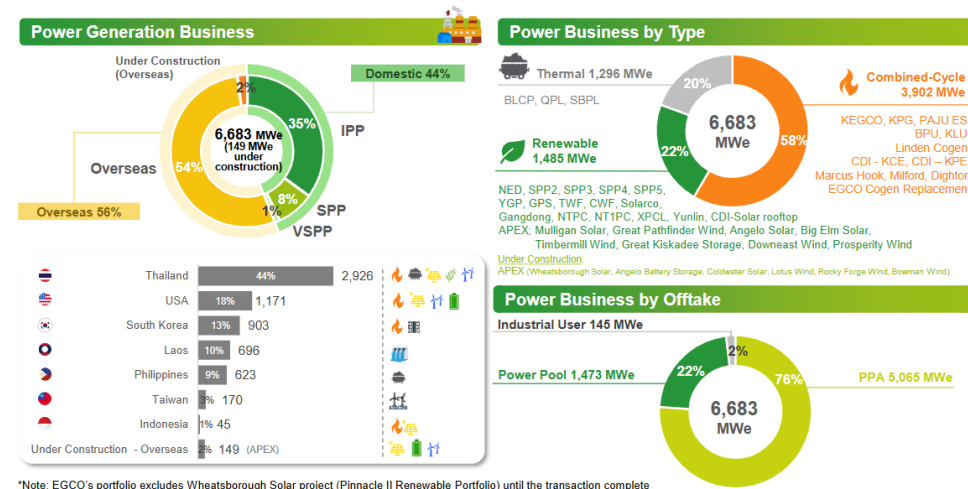 Power Generation Business
Under Construction
(Overseas)
Domestic 44%
2%
35%
IPP
6,683 MWe
(149 MWe
under
construction)
54%
Overseas
8%
SPP
1%
VSPP
Overseas 56%
Thailand 44% 2,926
USA 18% 1,171
South Korea 13% 903
Laos 10% 696
Philippines 9% 623
Taiwan 3% 170
Indonesia 1% 45
Under Construction - Overseas 2% 149 (APEX)
*Note: EGCO's portfolio excludes Wheatsborough Solar project (Pinnacle II Renewable Portfolio) until the transaction complete
Power Business by Type
Thermal 1,296 MWe
BLCP, QPL, SBPL
20%
Combined-Cycle
3,902 MWe
6,683
MWe
58%
22%
KEGCO, KPG, PAJU ES
BPU, KLU
Linden Cogen
CDI - KCE, CDI – KPE
Marcus Hook, Milford, Dighton
EGCO Cogen Replacement
Renewable
1,485 MWe
NED, SPP2, SPP3, SPP4, SPP5,
YGP, GPS, TWF, CWF, Solarco,
Gangdong, NTPC, NT1PC, XPCL, Yunlin, CDI-Solar rooftop
APEX; Mulligan Solar, Great Pathfinder Wind, Angelo Solar, Big Elm Solar,
Timbermill Wind, Great Kiskadee Storage, Downeast Wind, Prosperity Wind
Under Construction:
APEX (Wheatsborough Solar, Angelo Battery Storage, Coldwater Solar, Lotus Wind, Rocky Forge Wind, Bowman Wind)
Power Business by Offtake
Industrial User 145 MWe
2%
Power Pool 1,473 MWe
22%
76%
PPA 5,065 MWe
6,683
MWe